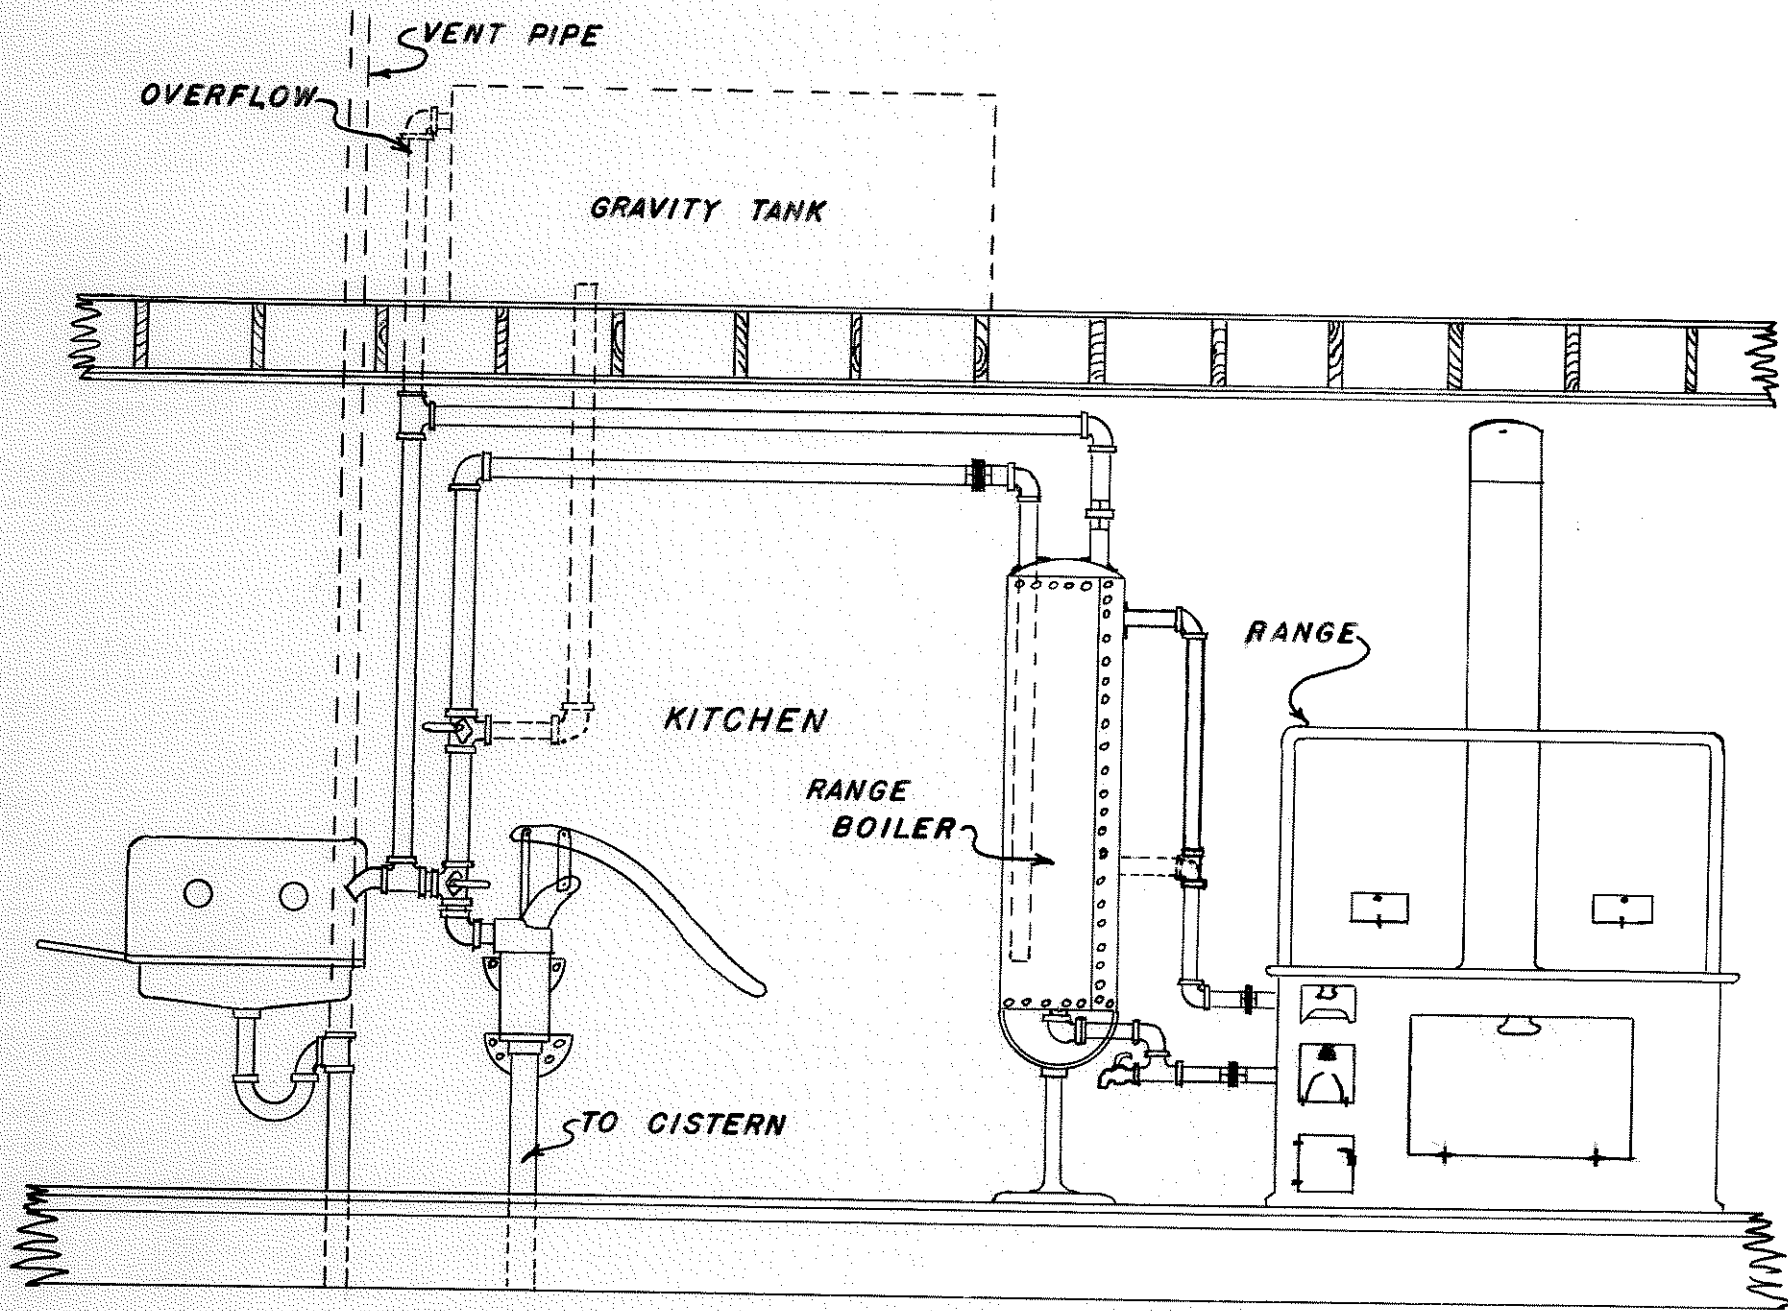 VENT PIPE
OVERFLOW
GRAVITY TANK
RANGE
KITCHEN
RANGE
BOILER
TO CISTERN